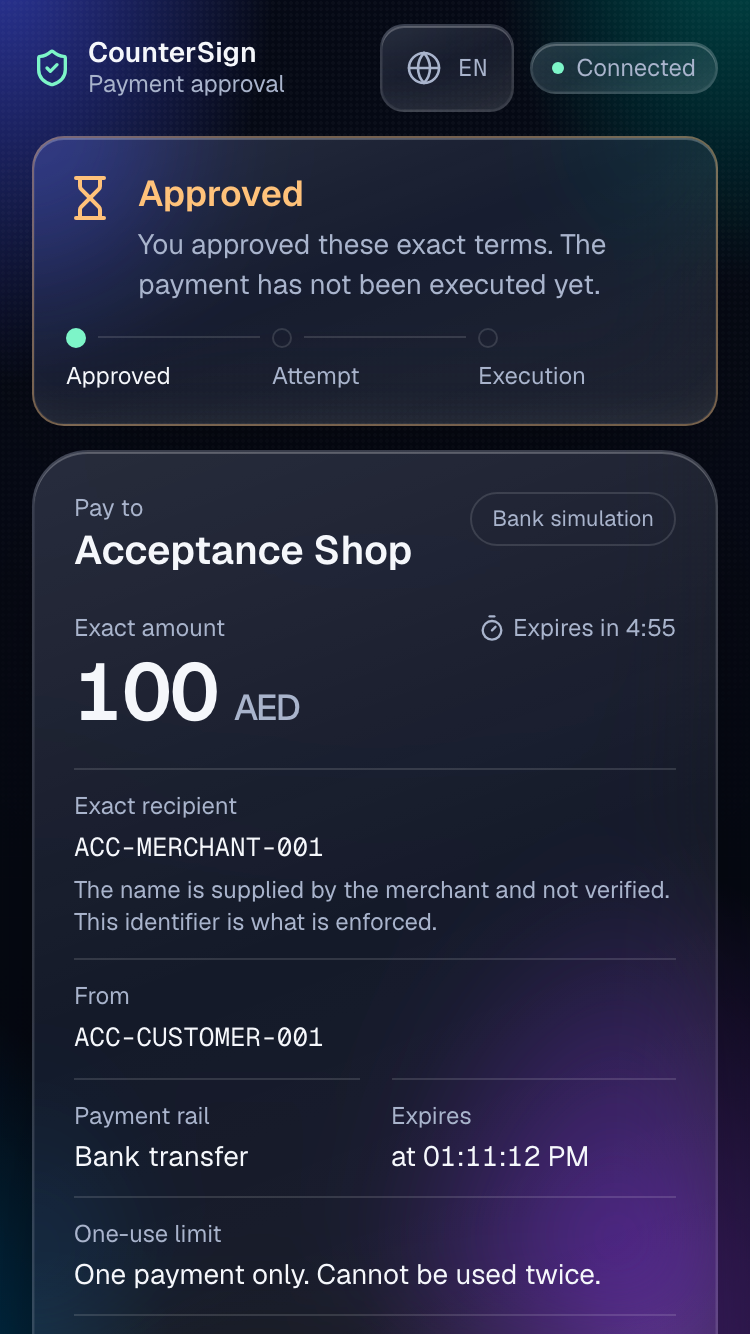 CounterSign
Payment approval
EN
Connected
Approved
You approved these exact terms. The
payment has not been executed yet.
Approved
Attempt
Execution
Pay to
Acceptance Shop
Bank simulation
Exact amount
Expires in 4:55
100 AED
Exact recipient
ACC-MERCHANT-001
The name is supplied by the merchant and not verified.
This identifier is what is enforced.
From
ACC-CUSTOMER-001
Payment rail
Bank transfer
Expires
at 01:11:12 PM
One-use limit
One payment only. Cannot be used twice.